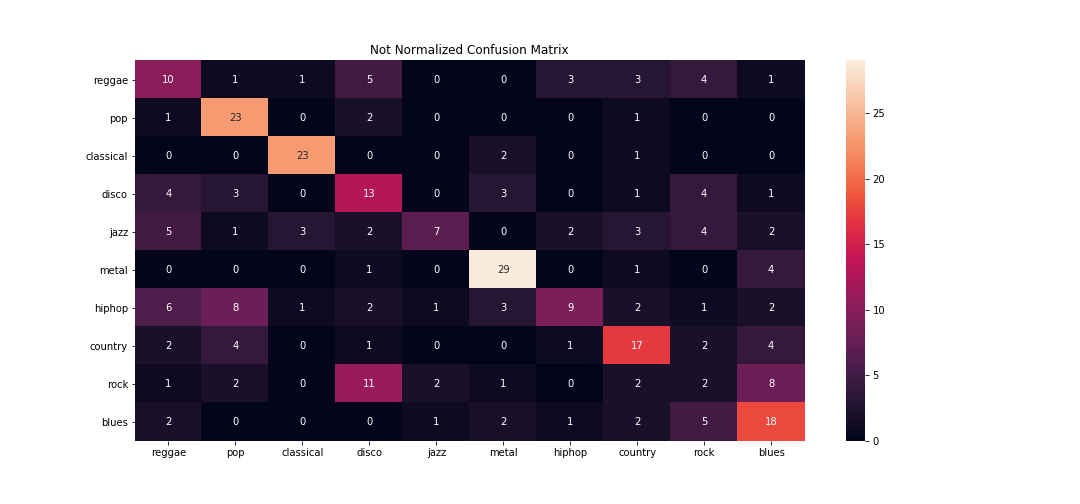 Not Normalized Confusion Matrix
reggae 10 1 1 5 0 0 3 3 4 1
pop 1 23 0 2 0 0 0 1 0 0
classical 0 0 23 0 0 2 0 1 0 0
disco 4 3 0 13 0 3 0 1 4 1
jazz 5 1 3 2 7 0 2 3 4 2
metal 0 0 0 1 0 29 0 1 0 4
hiphop 6 8 1 2 1 3 9 2 1 2
country 2 4 0 1 0 0 1 17 2 4
rock 1 2 0 11 2 1 0 2 2 8
blues 2 0 0 0 1 2 1 2 5 18
reggae pop classical disco jazz metal hiphop country rock blues
25
20
15
10
5
0